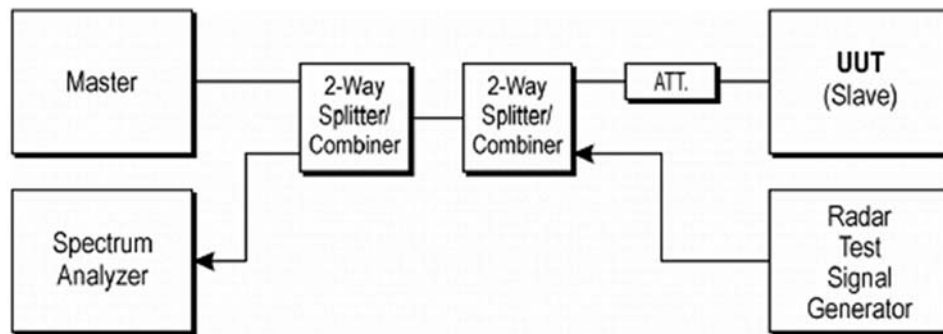 Master
2-Way
Splitter/
Combiner
2-Way
Splitter/
Combiner
ATT.
UUT
(Slave)
Spectrum
Analyzer
Radar
Test
Signal
Generator